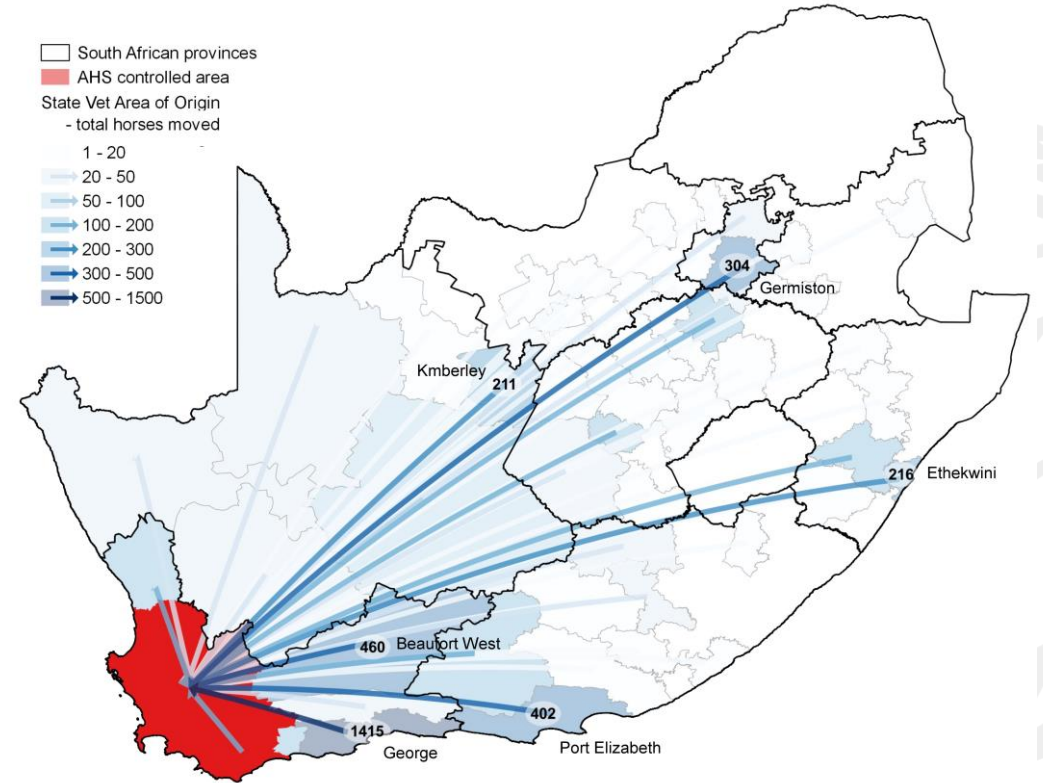 South African provinces
AHS controlled area
State Vet Area of Origin
- total horses moved
1 - 20
20 - 50
50 - 100
100 - 200
200 - 300
300 - 500
500 - 1500
304
Germiston
Kmberley
211
216
Ethekwini
460
Beaufort West
402
1415
George
Port Elizabeth